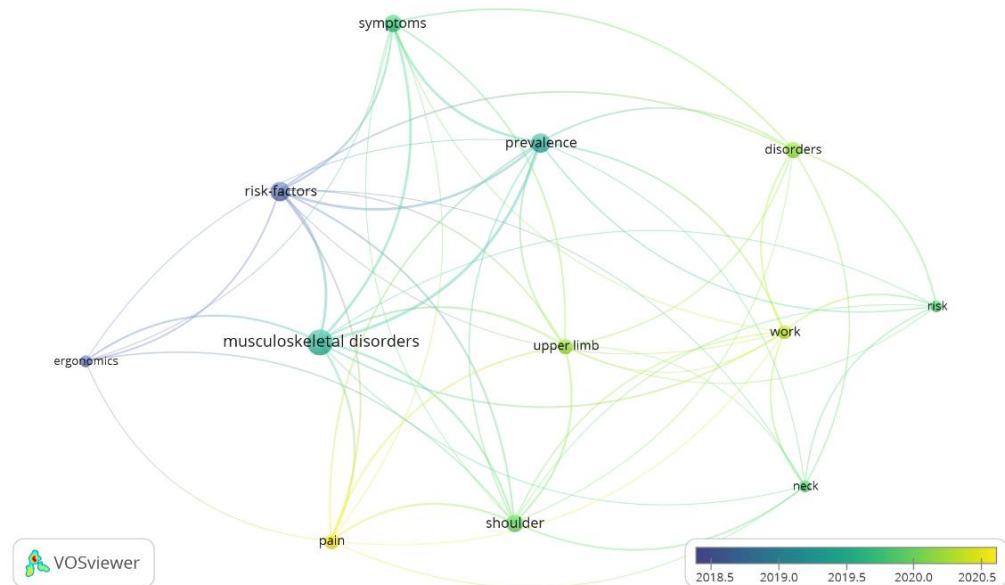 symptoms
prevalence
disorders
risk-factors
risk
work
musculoskeletal disorders
upper limb
ergonomics
neck
shoulder
pain
VOSviewer
2018.5 2019.0 2019.5 2020.0 2020.5